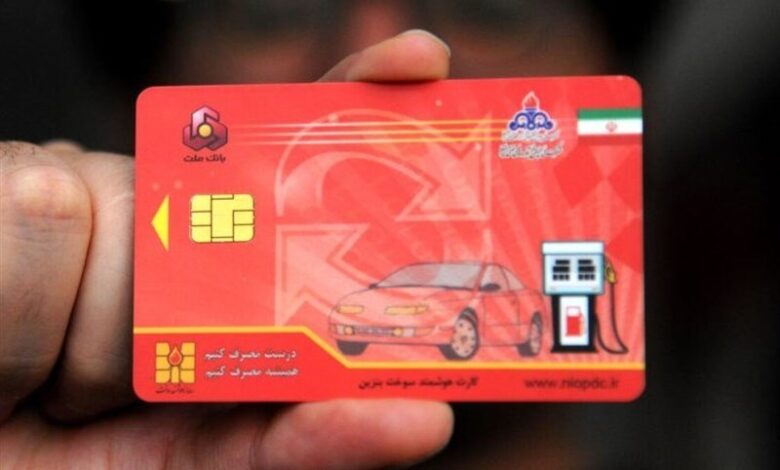 بانک ملت
درست مصرف کنیم
همیشه مصرف کنیم
کارت هوشمند سوخت بنزین
www.niopdc.ir